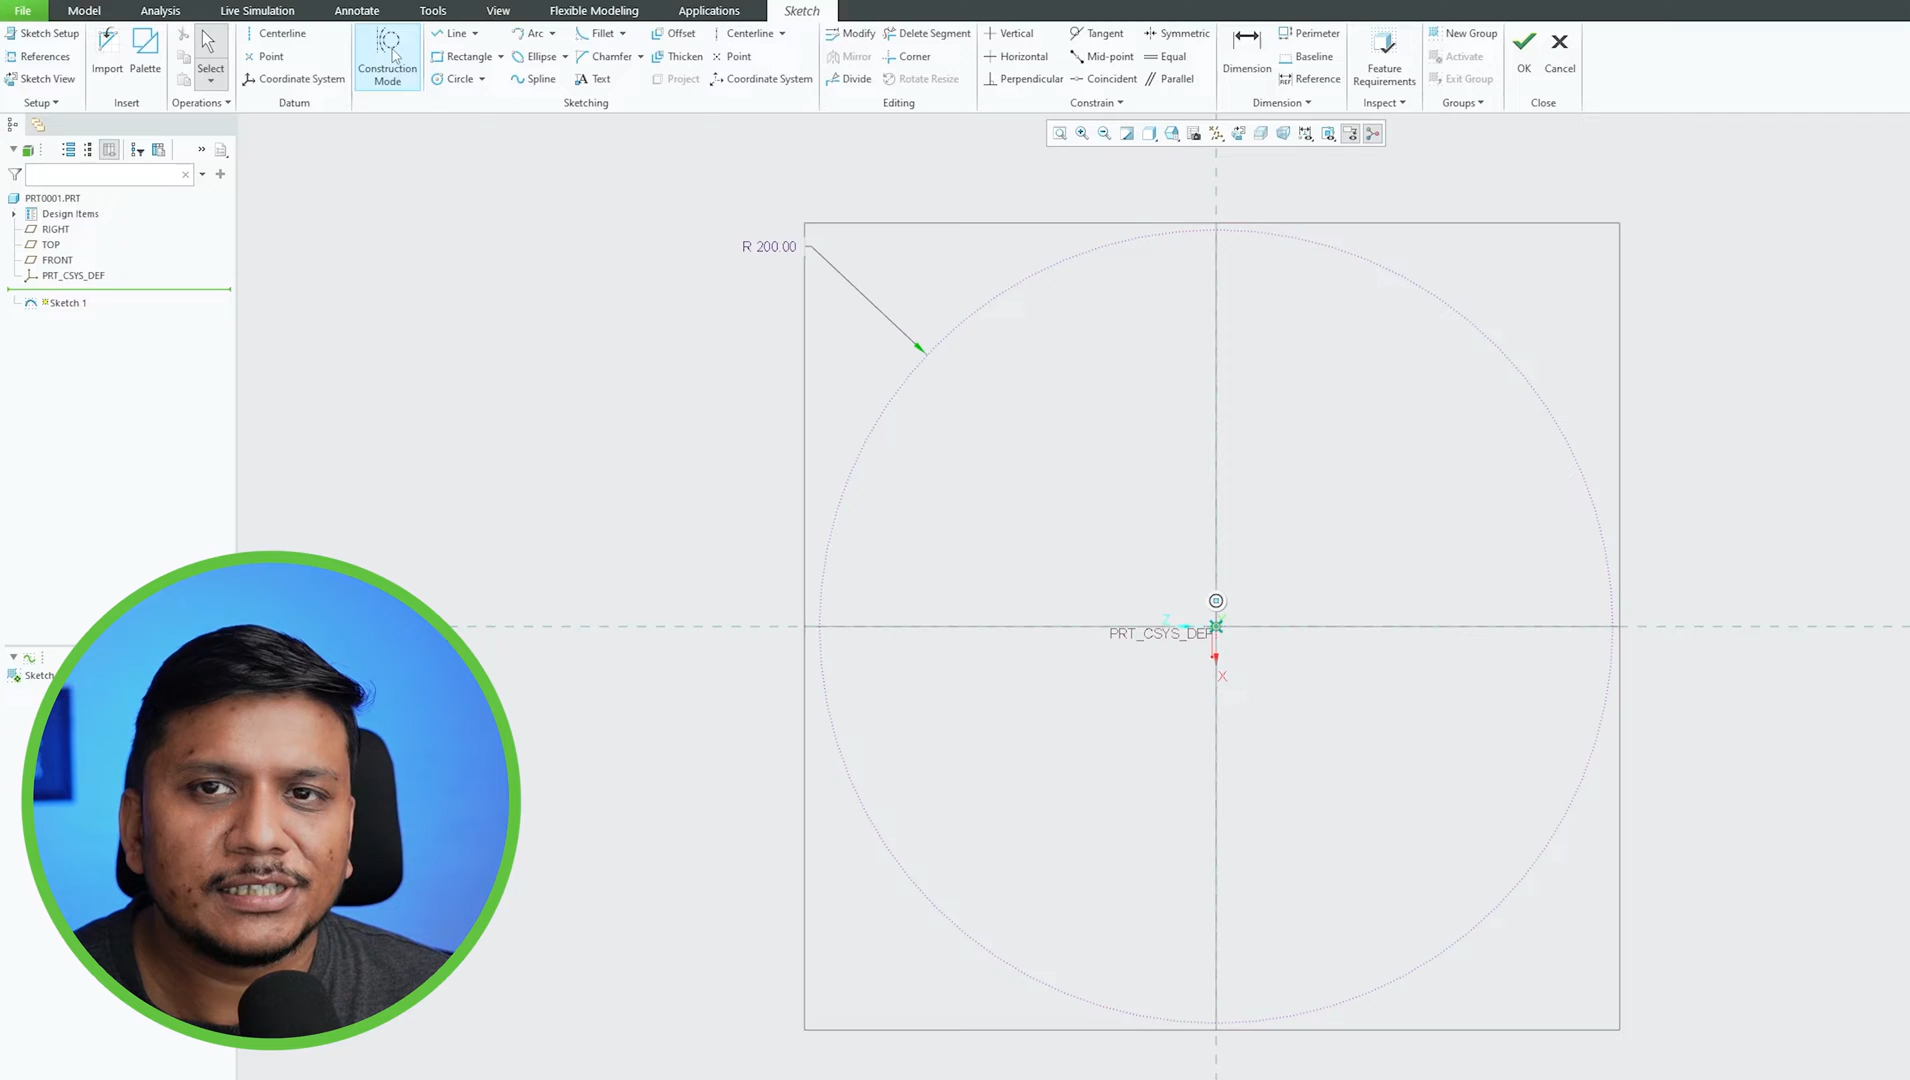 File Model Analysis Live Simulation Annotate Tools View Flexible Modeling Applications Sketch
Sketch Setup
References
Sketch View
Setup
Import
Palette
Insert
Select
Operations
Centerline
Point
Coordinate System
Datum
Construction
Mode
Line
Rectangle
Circle
Arc
Ellipse
Spline
Fillet
Chamfer
Text
Offset
Thicken
Project
Centerline
Point
Coordinate System
Sketching
Modify
Mirror
Divide
Delete Segment
Corner
Rotate Resize
Editing
Vertical
Horizontal
Perpendicular
Tangent
Mid-point
Coincident
Symmetric
Equal
Parallel
Constrain
Dimension
Perimeter
Baseline
Reference
Dimension
Feature
Requirements
Inspect
New Group
Activate
Exit Group
Groups
OK
Cancel
Close
PRT0001.PRT
Design Items
RIGHT
TOP
FRONT
PRT_CSYS_DEF
Sketch 1
R 200.00
Z
PRT_CSYS_DEF
X
Sketch